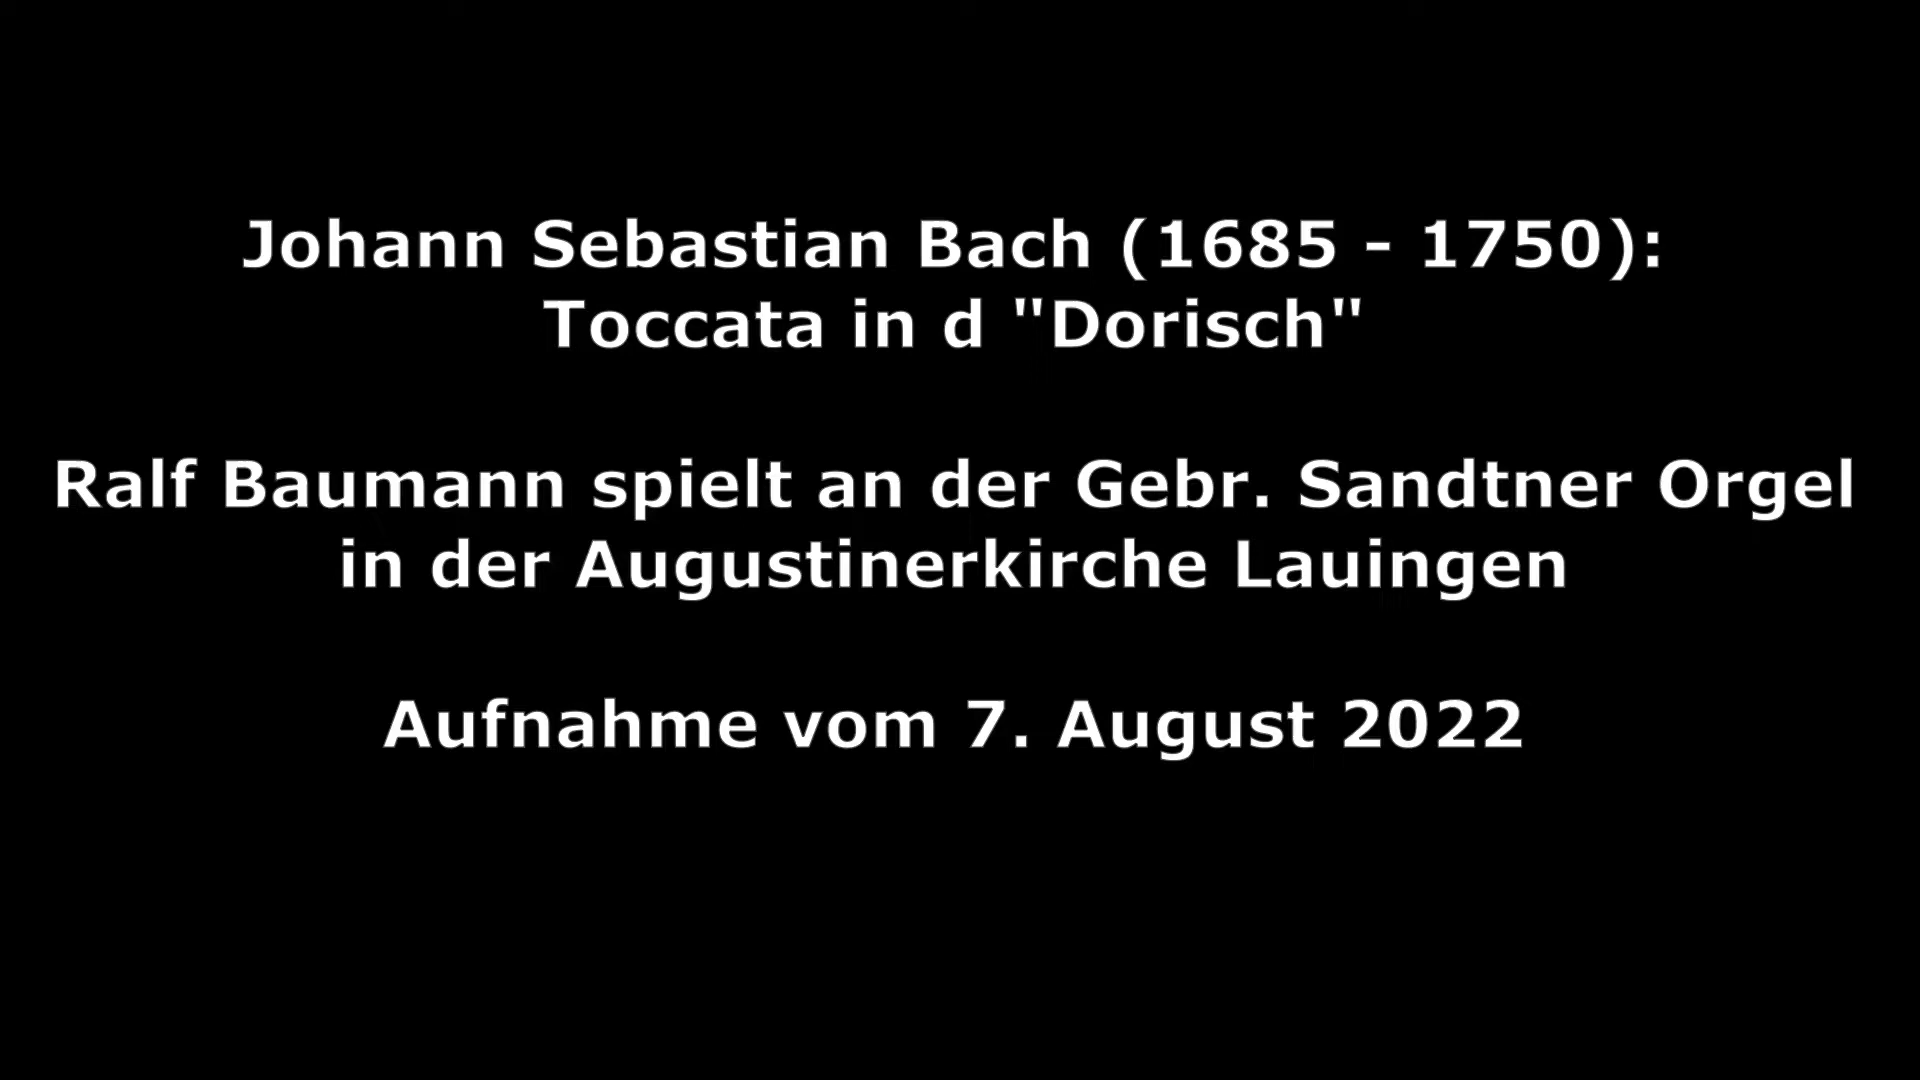 Johann Sebastian Bach (1685 - 1750):
Toccata in d "Dorisch"
Ralf Baumann spielt an der Gebr. Sandtner Orgel
in der Augustinerkirche Lauingen
Aufnahme vom 7. August 2022